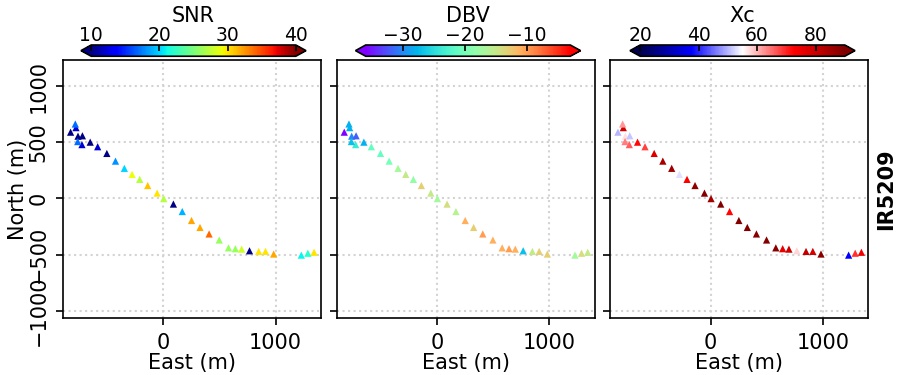 SNR
DBV
Xc
10 20 30 40
−30 −20 −10
20 40 60 80
1000
500
0
−500
−1000
North (m)
0 1000
0 1000
0 1000
East (m)
East (m)
East (m)
IR5209